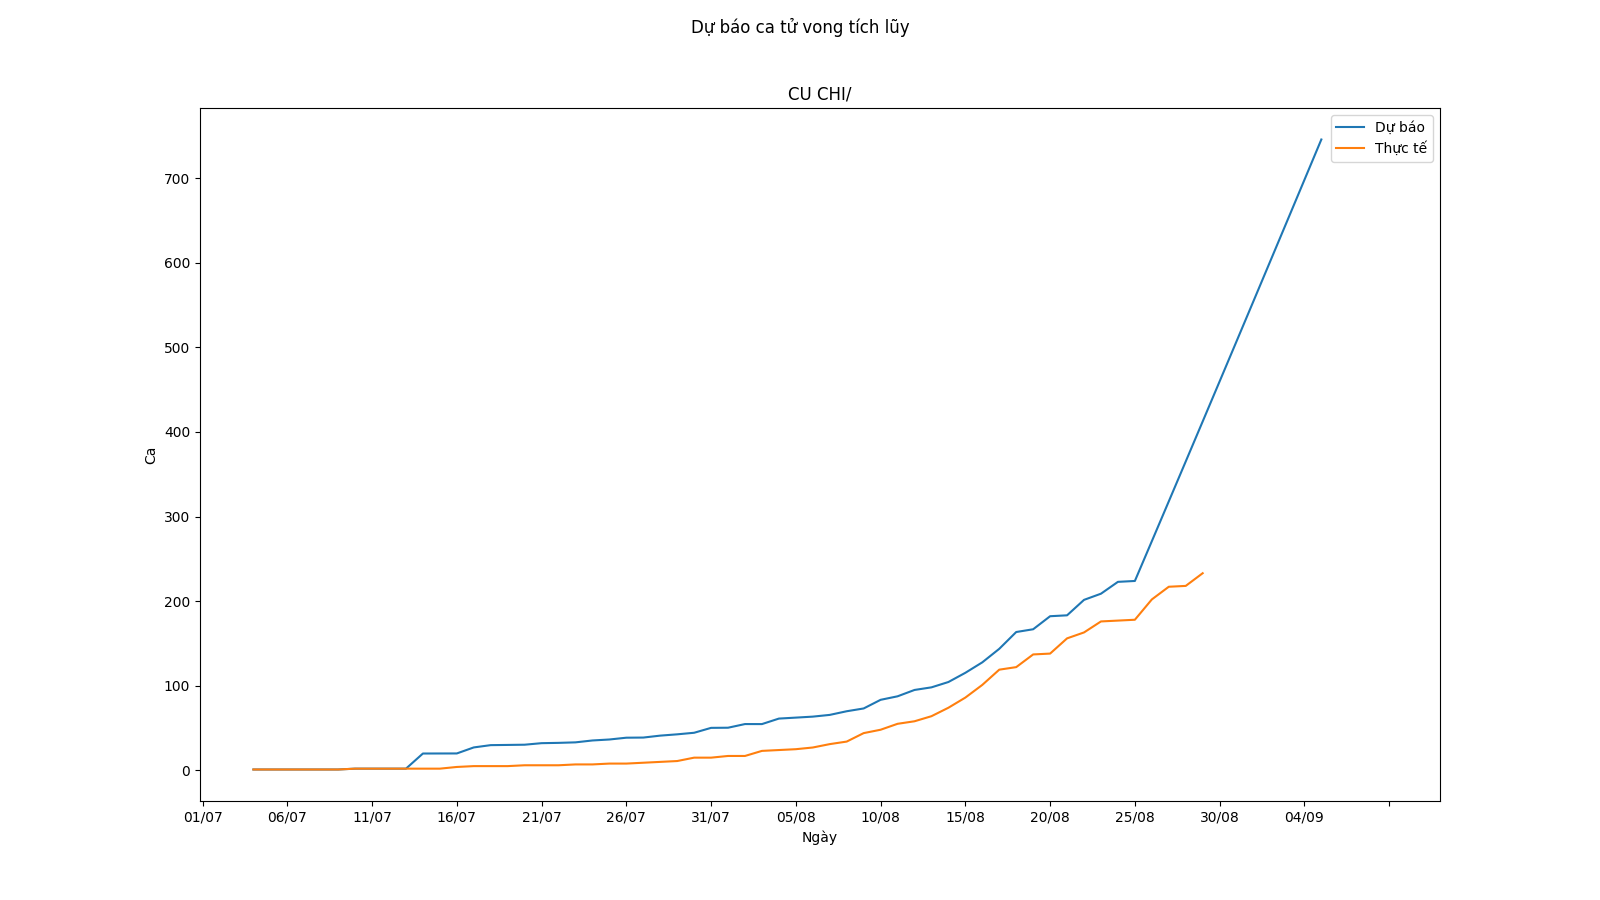 Dự báo ca tử vong tích lũy
CU CHI/
Dự báo
Thực tế
700
600
500
400
300
200
100
0
Ca
01/07 06/07 11/07 16/07 21/07 26/07 31/07 05/08 10/08 15/08 20/08 25/08 30/08 04/09
Ngày